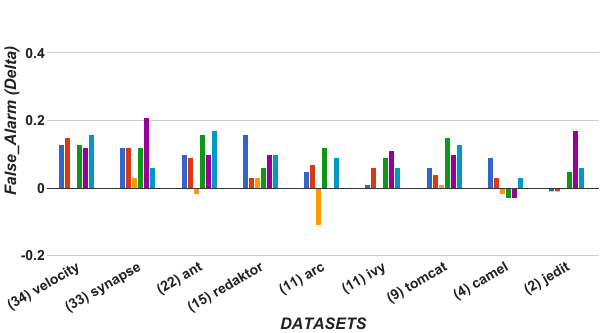 False_Alarm (Delta)
0.4
0.2
0
-0.2
(34) velocity
(33) synapse
(22) ant
(15) redaktor
(11) arc
(11) ivy
(9) tomcat
(4) camel
(2) jedit
DATASETS